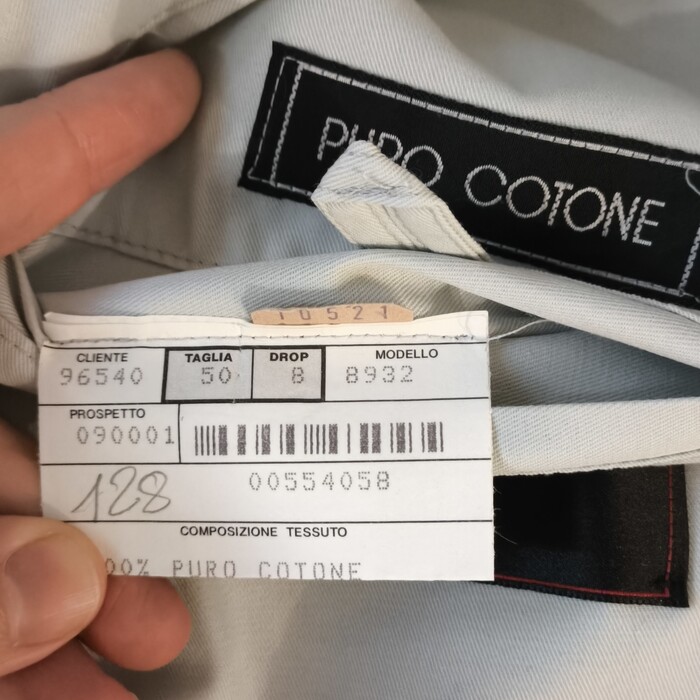 PURO COTONE
10521
CLIENTE TAGLIA DROP MODELLO
96540 50 8 8932
PROSPETTO
090001
128 00554058
COMPOSIZIONE TESSUTO
00% PURO COTONE